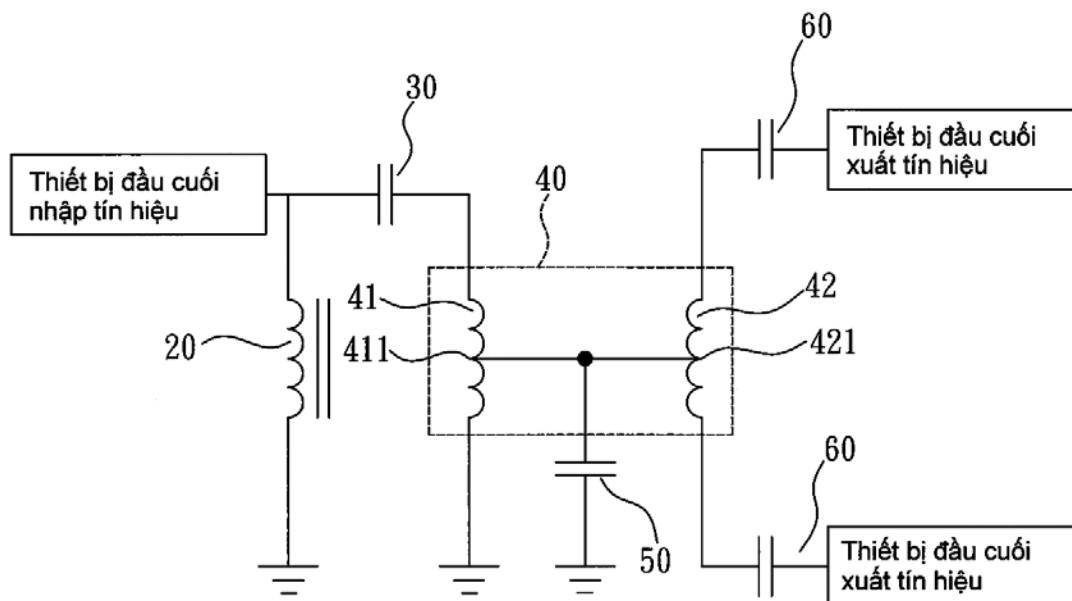 60
30
Thiết bị đầu cuối
xuất tín hiệu
Thiết bị đầu cuối
nhập tín hiệu
40
41
42
20
411
421
60
50
Thiết bị đầu cuối
xuất tín hiệu